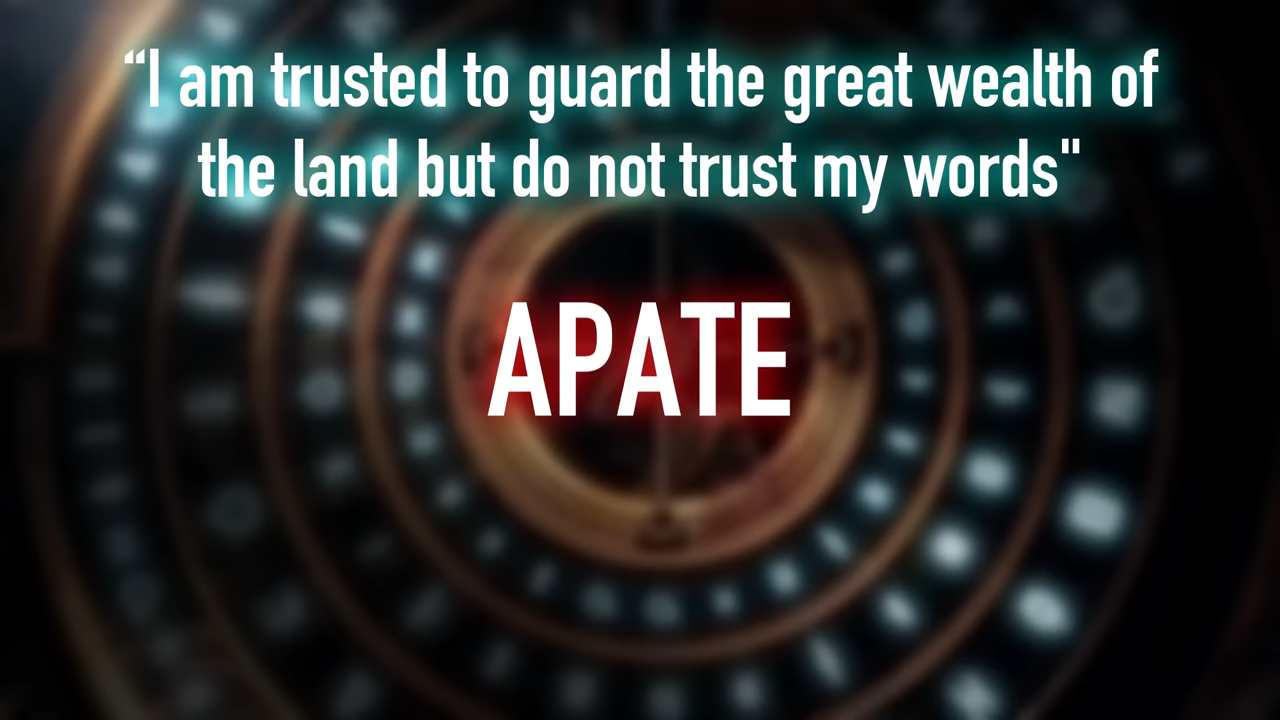 “I am trusted to guard the great wealth of
the land but do not trust my words"
APATE